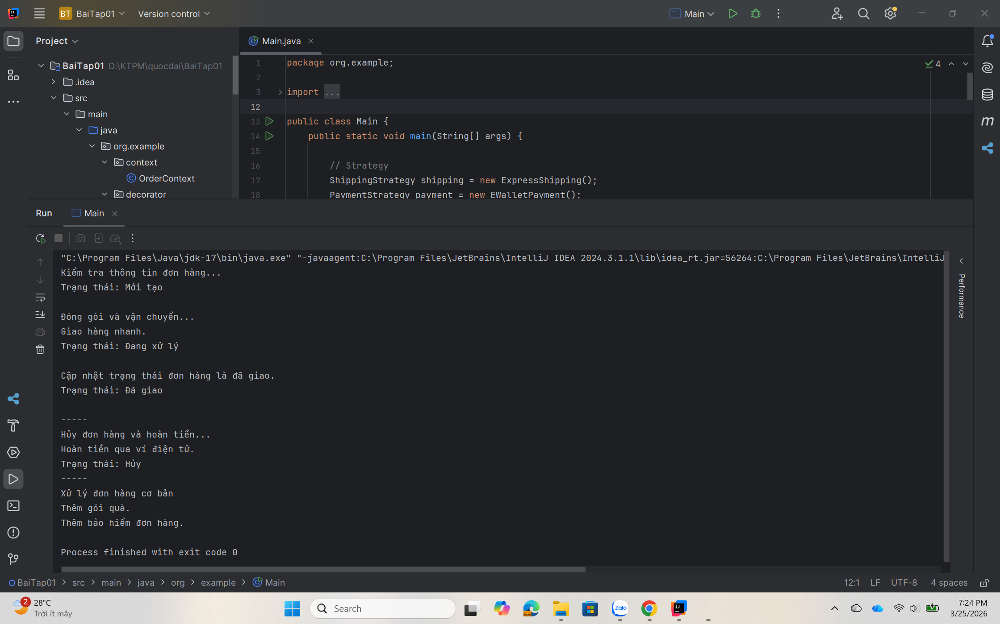 BT BaiTap01 Version control Main
Project
Main.java
BaiTap01 D:\KTPM\quocdai\BaiTap01
.idea
src
main
java
org.example
context
OrderContext
decorator
1 package org.example;
2
3 import ...
12
13 public class Main {
14 public static void main(String[] args) {
15
16 // Strategy
17 ShippingStrategy shipping = new ExpressShipping();
18 PaymentStrategy payment = new EWalletPayment();
4
Run Main
"C:\Program Files\Java\jdk-17\bin\java.exe" "-javaagent:C:\Program Files\JetBrains\IntelliJ IDEA 2024.3.1.1\lib\idea_rt.jar=56264:C:\Program Files\JetBrains\IntelliJ
Kiểm tra thông tin đơn hàng...
Trạng thái: Mới tạo
Đóng gói và vận chuyển...
Giao hàng nhanh.
Trạng thái: Đang xử lý
Cập nhật trạng thái đơn hàng là đã giao.
Trạng thái: Đã giao
-----
Hủy đơn hàng và hoàn tiền...
Hoàn tiền qua ví điện tử.
Trạng thái: Hủy
-----
Xử lý đơn hàng cơ bản
Thêm gói quà.
Thêm bảo hiểm đơn hàng.
Process finished with exit code 0
Performance
BaiTap01 > src > main > java > org > example > Main
12:1 LF UTF-8 4 spaces
2
28°C
Trời ít mây
Search
Zalo
7:24 PM
3/25/2026